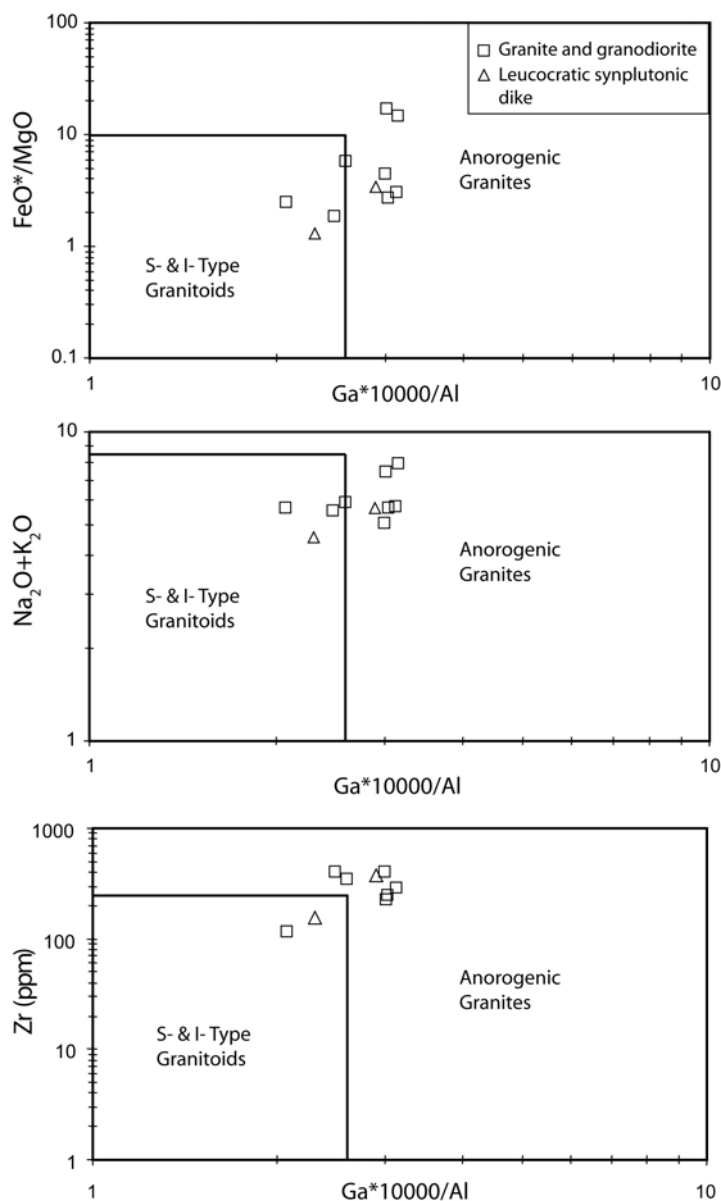 100
10
1
0.1
FeO*/MgO
Granite and granodiorite
Leucocratic synplutonic
dike
Anorogenic
Granites
S- & I- Type
Granitoids
1
10
Ga*10000/Al
10
1
Na₂O+K₂O
Anorogenic
Granites
S- & I- Type
Granitoids
1
10
Ga*10000/Al
1000
100
10
1
Zr (ppm)
Anorogenic
Granites
S- & I- Type
Granitoids
1
10
Ga*10000/Al